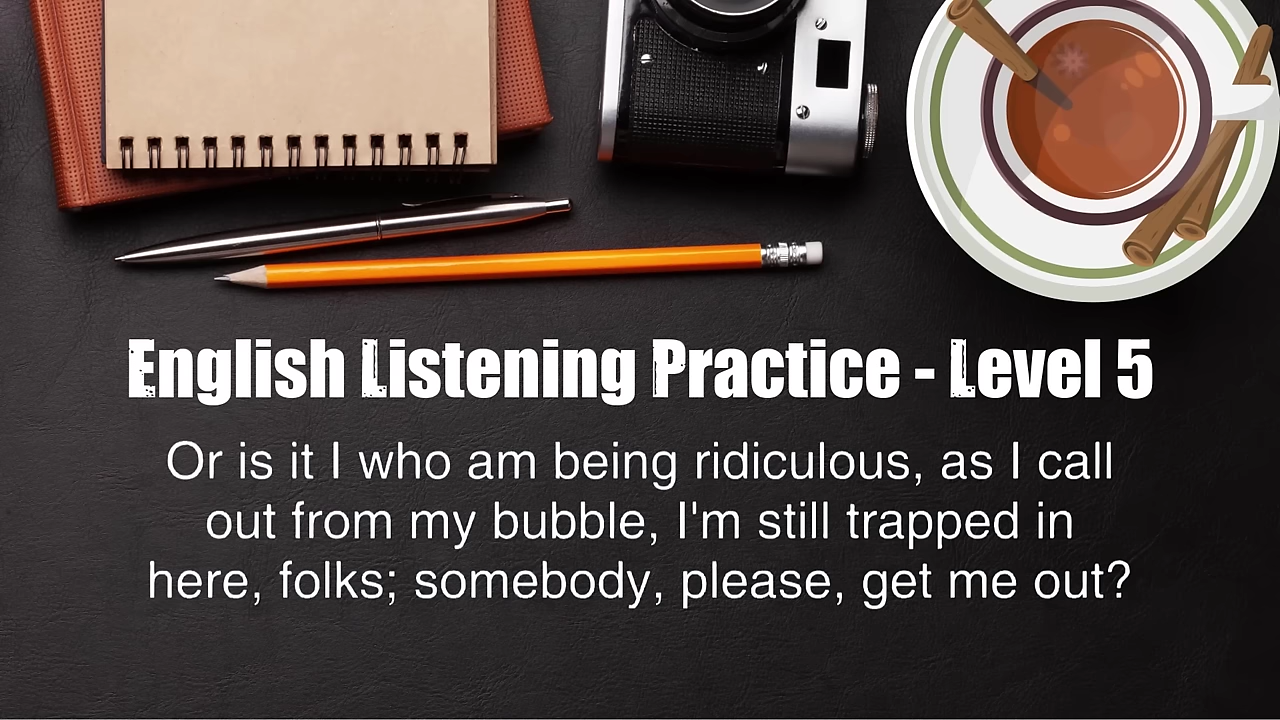 English Listening Practice - Level 5
Or is it I who am being ridiculous, as I call
out from my bubble, I'm still trapped in
here, folks; somebody, please, get me out?